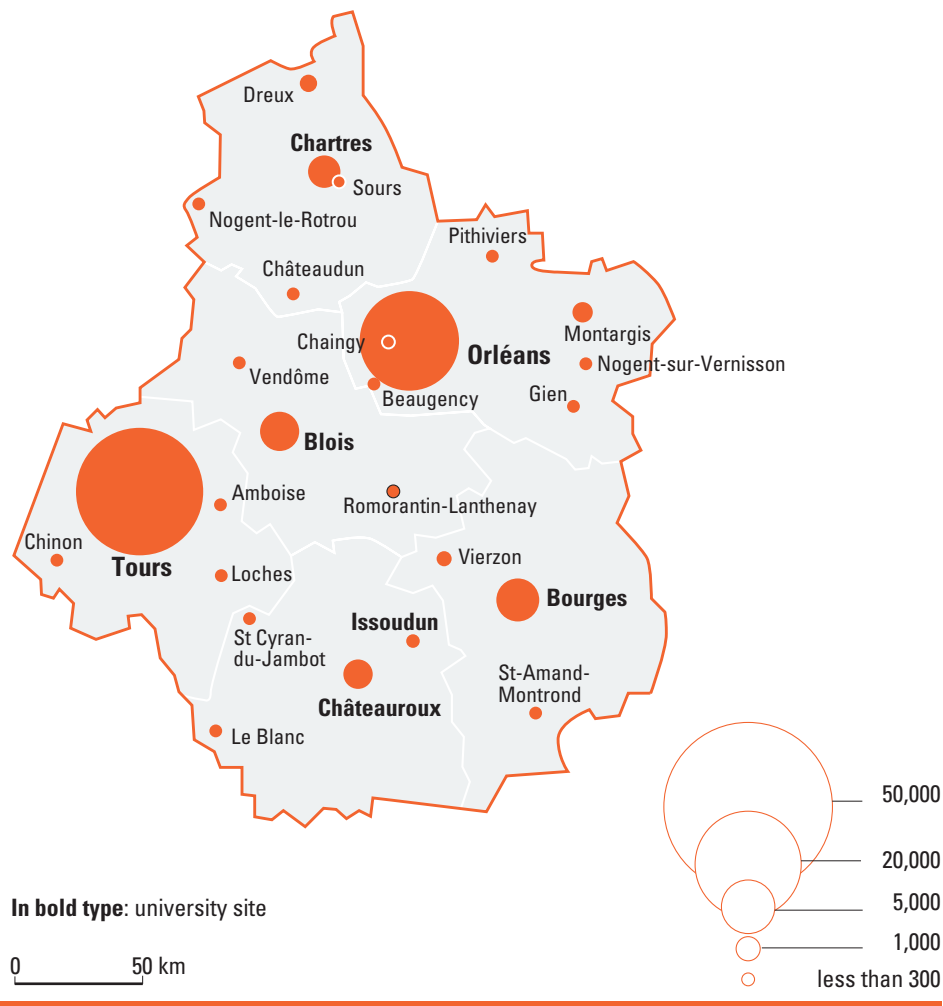 Dreux
Chartres
Sours
Nogent-le-Rotrou
Pithiviers
Châteaudun
Chaingy
Orléans
Montargis
Nogent-sur-Vernisson
Vendôme
Beaugency
Gien
Blois
Amboise
Romorantin-Lanthenay
Chinon
Tours
Loches
Vierzon
Bourges
St Cyran-
du-Jambot
Issoudun
St-Amand-
Montrond
Châteauroux
Le Blanc
50,000
20,000
5,000
1,000
less than 300
In bold type: university site
0 50 km